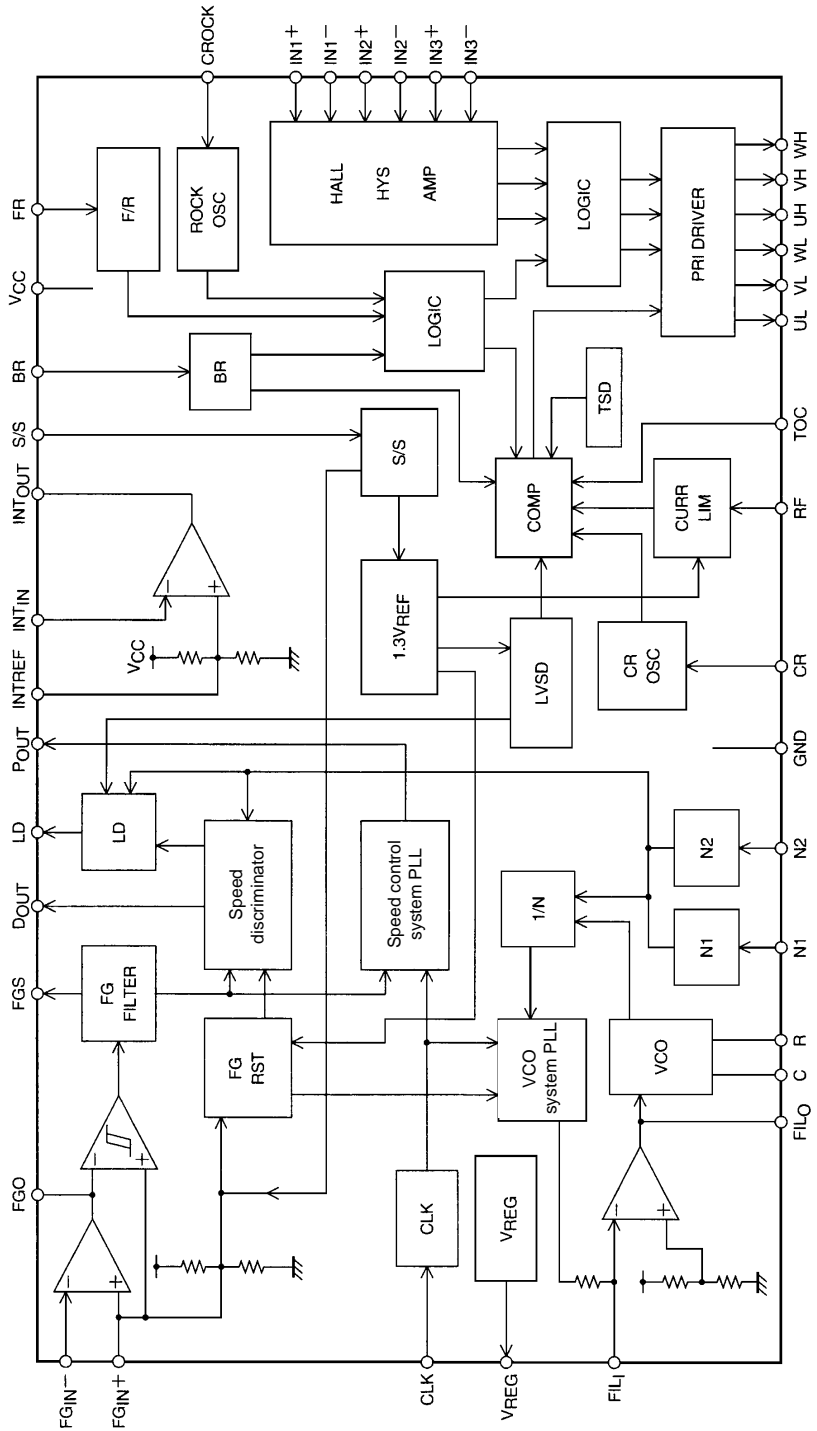 FGIN−
FGIN+
FGO
FGS
DOUT
LD
POUT
INTREF
INTIN
INTOUT
S/S
BR
VCC
FR
CROCK
IN1+
IN1−
IN2+
IN2−
IN3+
IN3−
−
+
−
+
FG
FILTER
LD
VCC
−
+
F/R
BR
ROCK
OSC
HALL
HYS
AMP
FG
RST
Speed
discriminator
S/S
LOGIC
LOGIC
CLK
Speed control
system PLL
1.3VREF
VREG
VCO
system PLL
1/N
LVSD
COMP
TSD
PRI DRIVER
−
+
VCO
N1
N2
CR
OSC
CURR
LIM
CLK
VREG
FILI
FILO
C
R
N1
N2
GND
CR
RF
TOC
UL
VL
WL
UH
VH
WH